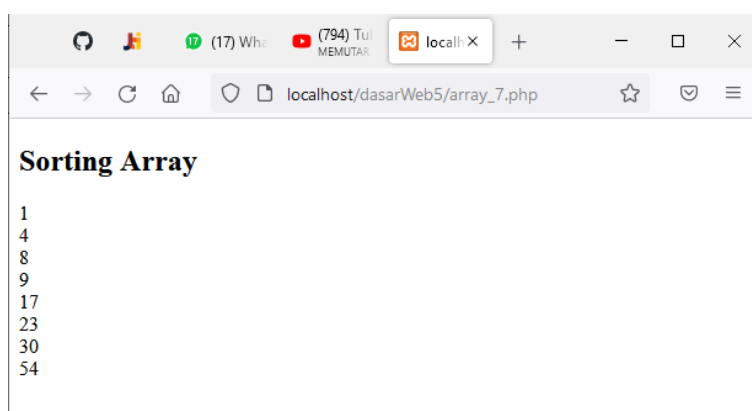 17 (17) Wha
(794) Tul
MEMUTAR
localh
localhost/dasarWeb5/array_7.php
Sorting Array
1
4
8
9
17
23
30
54